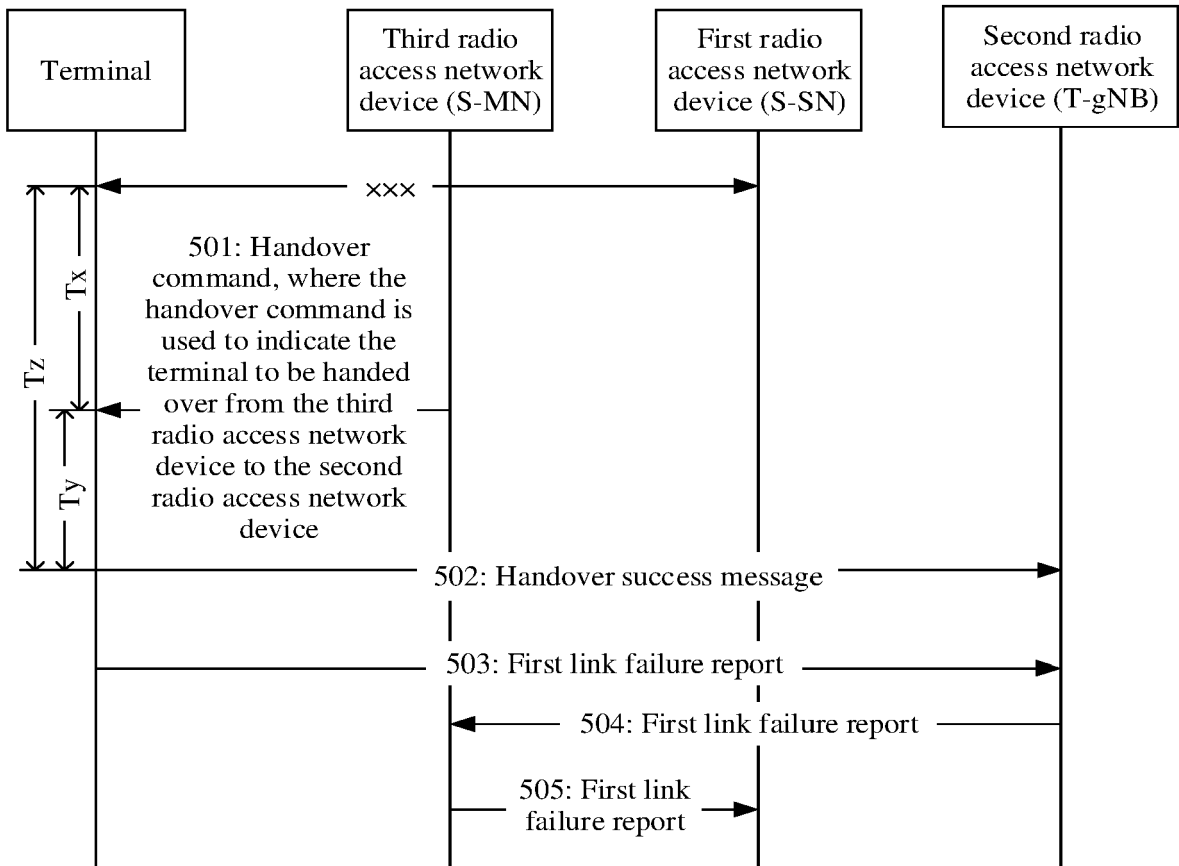 Terminal
Third radio
access network
device (S-MN)
First radio
access network
device (S-SN)
Second radio
access network
device (T-gNB)
×××
Tz
Tx
Ty
501: Handover
command, where the
handover command is
used to indicate the
terminal to be handed
over from the third
radio access network
device to the second
radio access network
device
502: Handover success message
503: First link failure report
504: First link failure report
505: First link
failure report